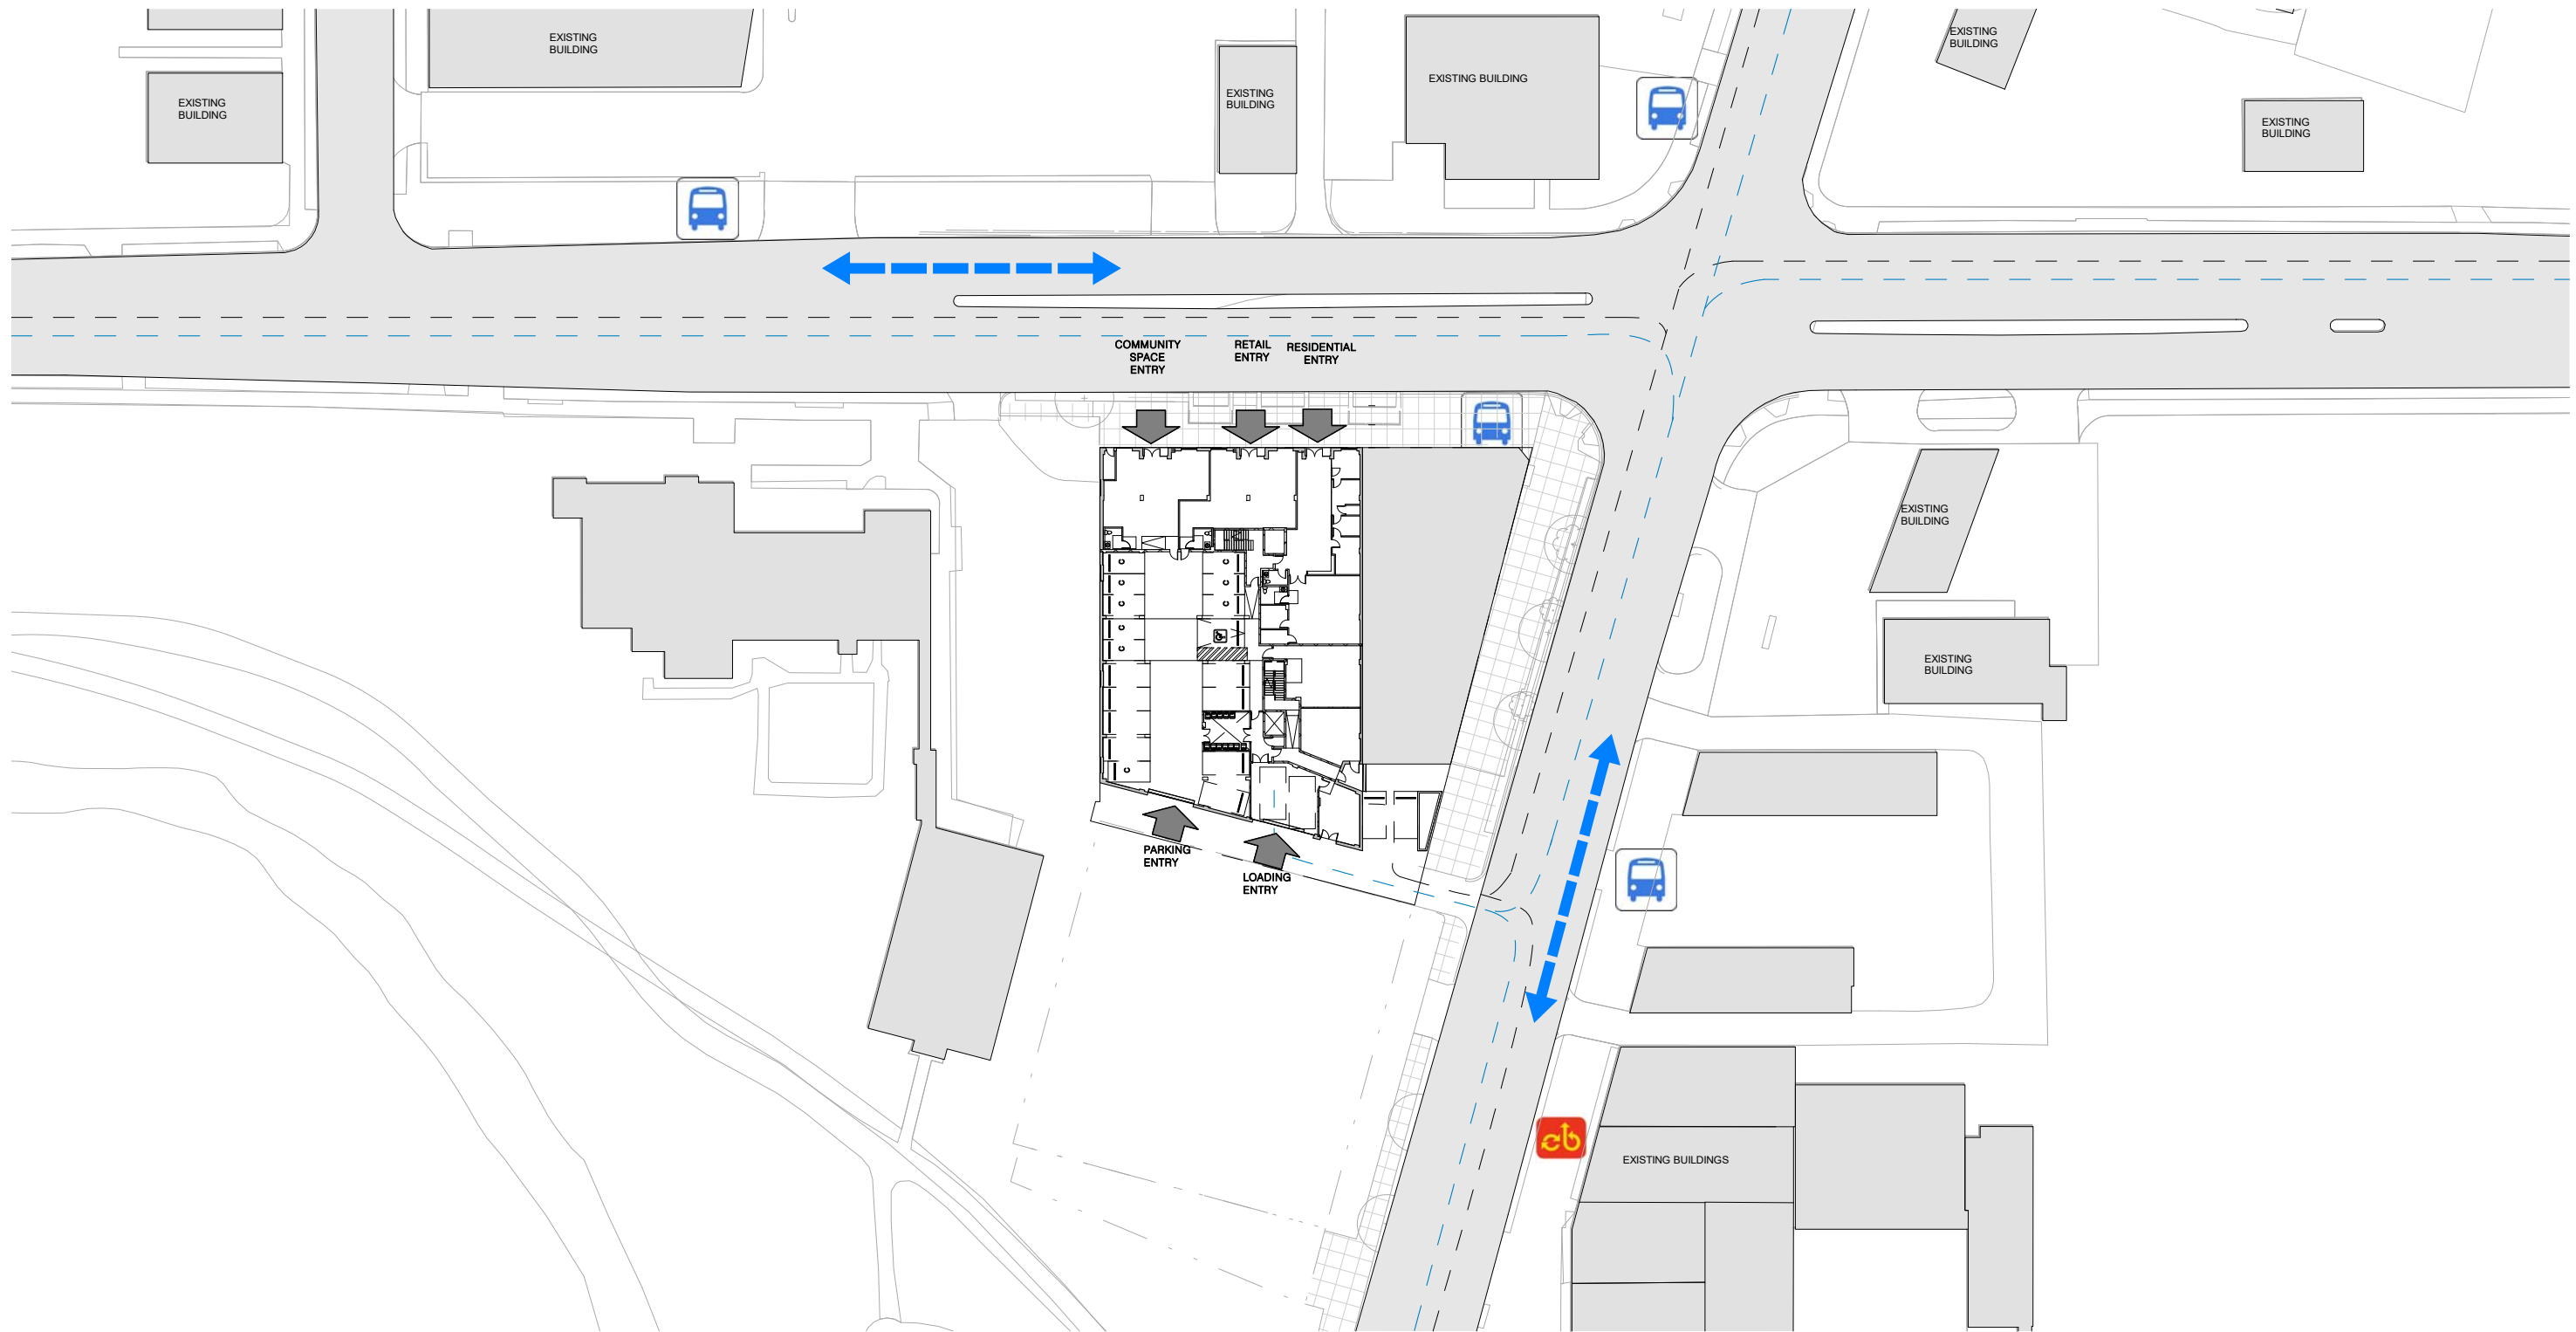 EXISTING
BUILDING
EXISTING
BUILDING
EXISTING
BUILDING
EXISTING BUILDING
EXISTING
BUILDING
EXISTING
BUILDING
COMMUNITY
SPACE
ENTRY
RETAIL
ENTRY
RESIDENTIAL
ENTRY
EXISTING
BUILDING
EXISTING
BUILDING
PARKING
ENTRY
LOADING
ENTRY
cb
EXISTING BUILDINGS